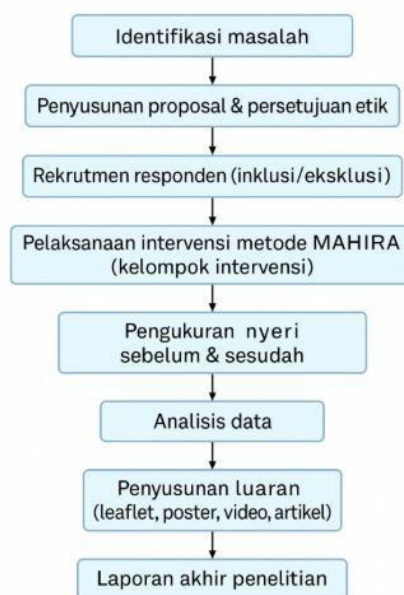 Identifikasi masalah
Penyusunan proposal & persetujuan etik
Rekrutmen responden (inklusi/eksklusi)
Pelaksanaan intervensi metode MAHIRA
(kelompok intervensi)
Pengukuran nyeri
sebelum & sesudah
Analisis data
Penyusunan luaran
(leaflet, poster, video, artikel)
Laporan akhir penelitian